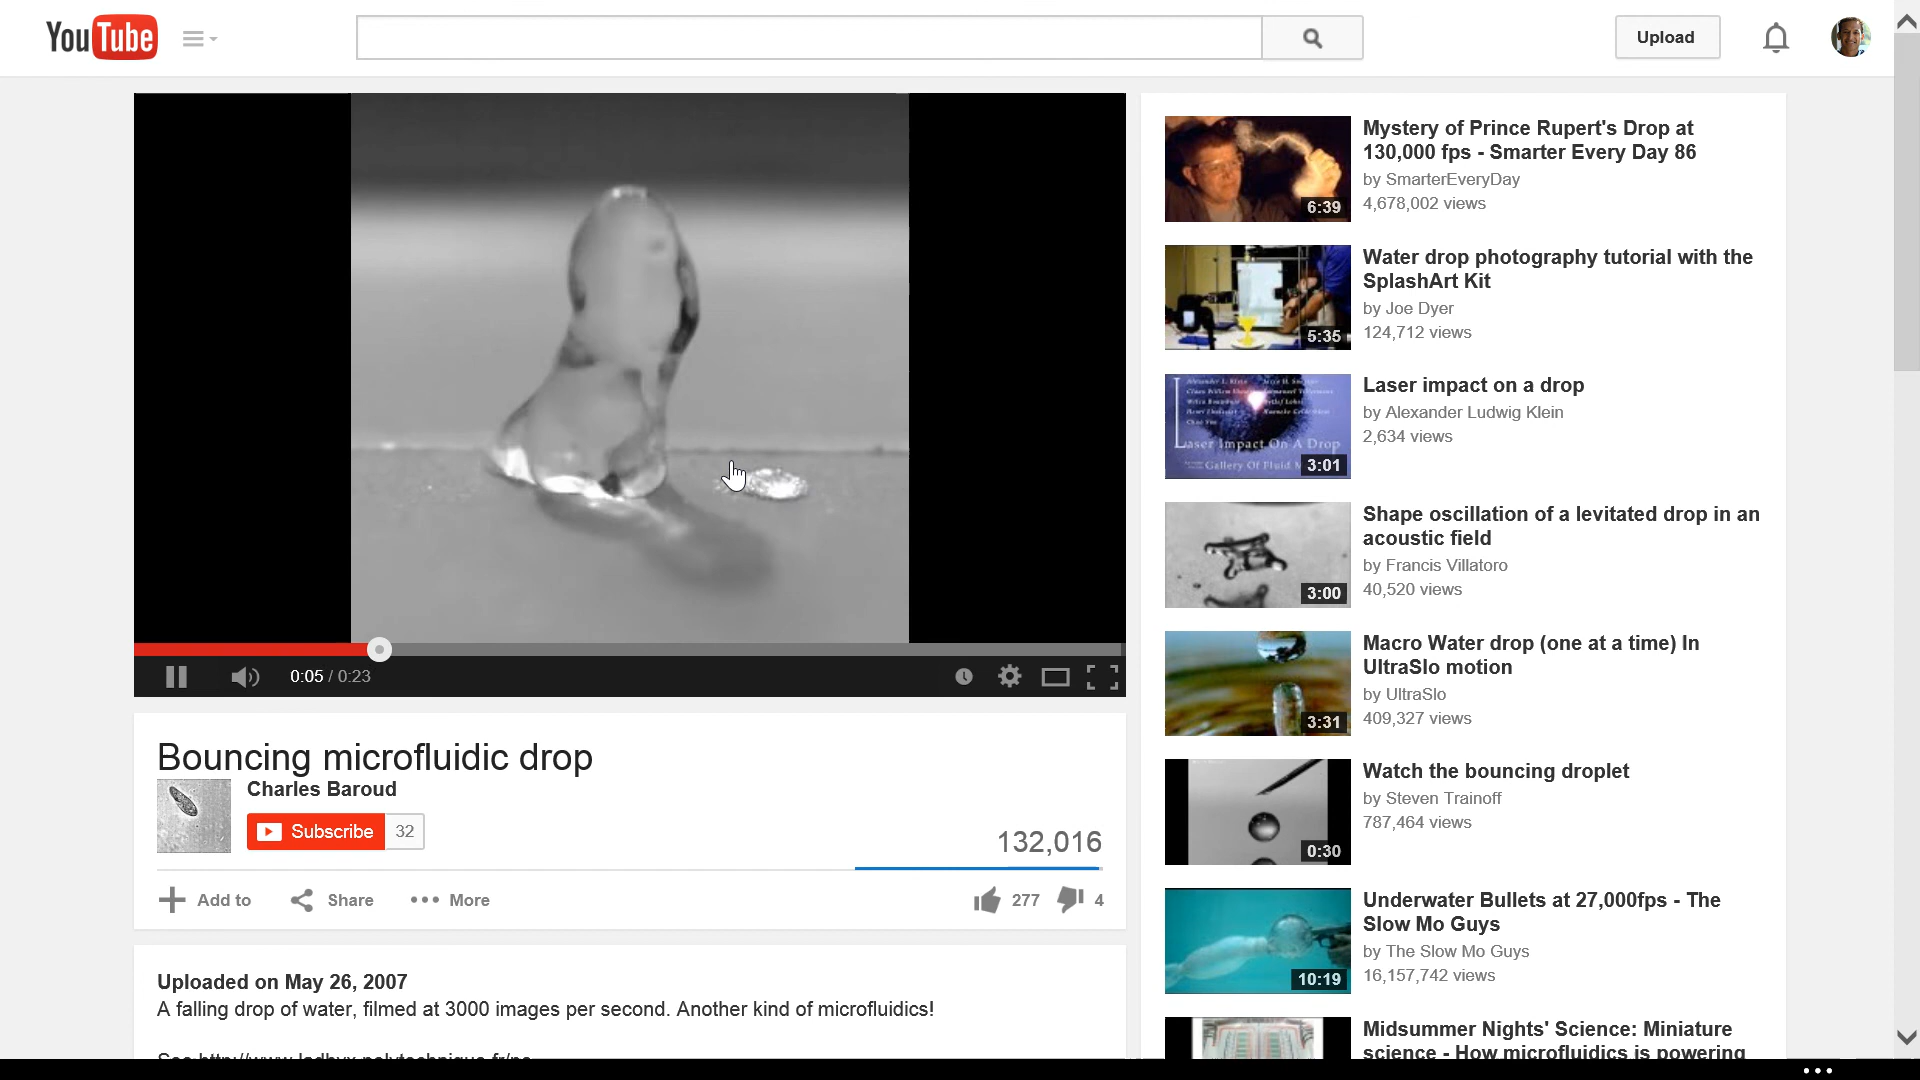 YouTube
Upload
0:05 / 0:23
Bouncing microfluidic drop
Charles Baroud
Subscribe 32
132,016
Add to Share More 277 4
Uploaded on May 26, 2007
A falling drop of water, filmed at 3000 images per second. Another kind of microfluidics!
Mystery of Prince Rupert's Drop at
130,000 fps - Smarter Every Day 86
by SmarterEveryDay
4,678,002 views
6:39
Water drop photography tutorial with the
SplashArt Kit
by Joe Dyer
124,712 views
5:35
Laser impact on a drop
by Alexander Ludwig Klein
2,634 views
Laser Impact On A Drop
Gallery Of Fluid
3:01
Shape oscillation of a levitated drop in an
acoustic field
by Francis Villatoro
40,520 views
3:00
Macro Water drop (one at a time) In
UltraSlo motion
by UltraSlo
409,327 views
3:31
Watch the bouncing droplet
by Steven Trainoff
787,464 views
0:30
Underwater Bullets at 27,000fps - The
Slow Mo Guys
by The Slow Mo Guys
16,157,742 views
10:19
Midsummer Nights' Science: Miniature
science - How microfluidics is powering